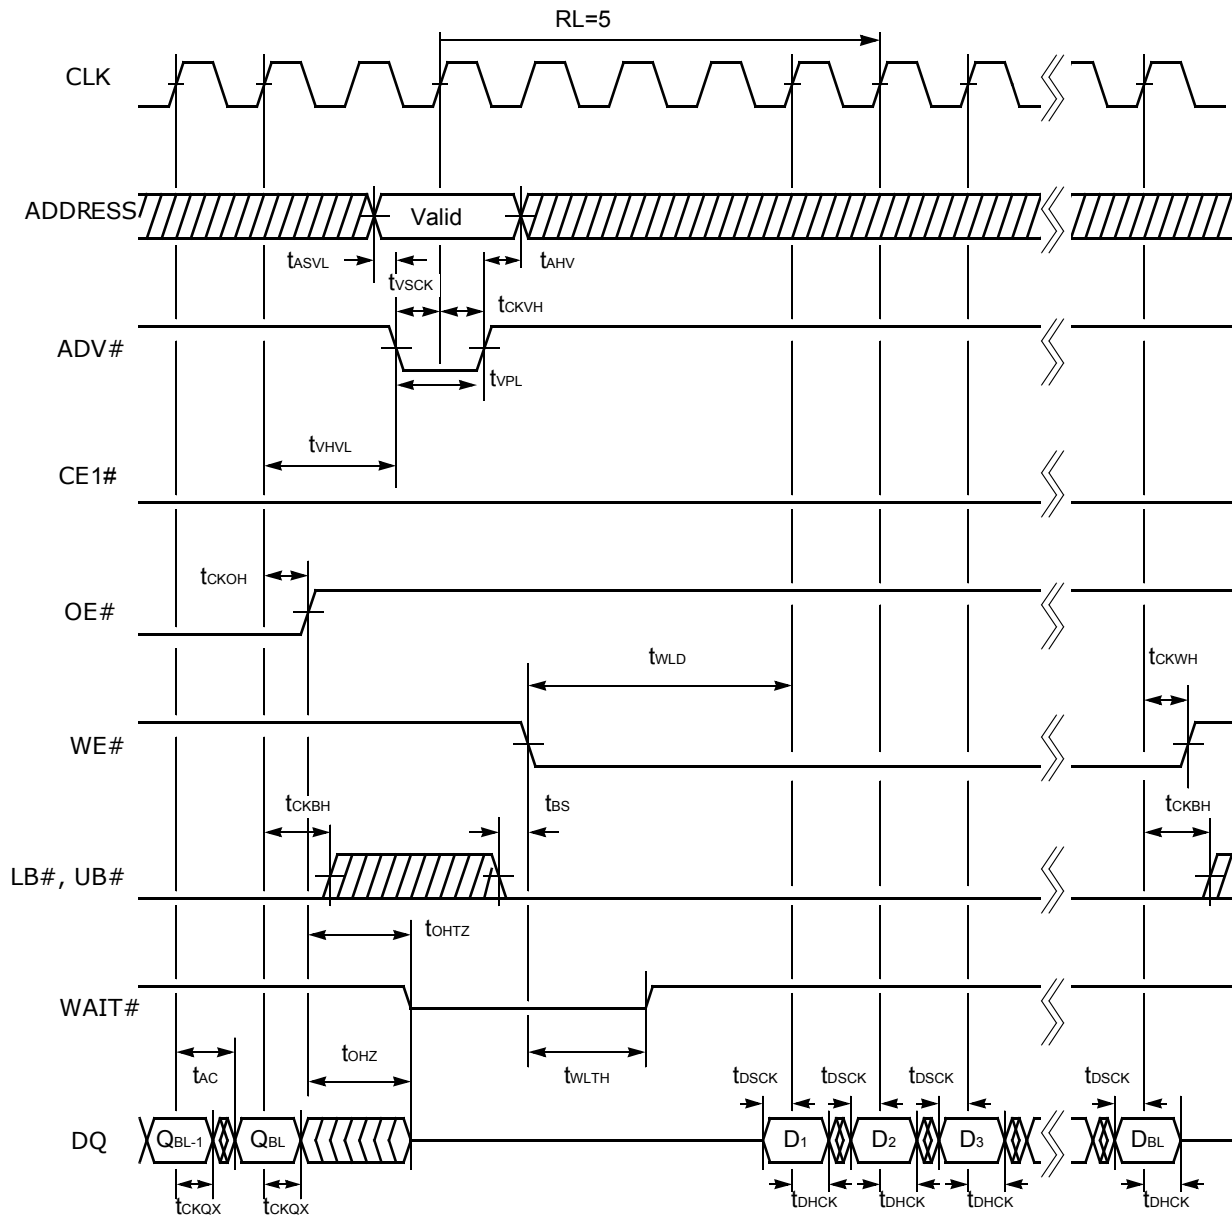 RL=5
CLK
ADDRESS
Valid
tASVL
tVSCK
tAHV
tCKVH
ADV#
tVPL
tVHVL
CE1#
tCKOH
OE#
tWLD
tCKWH
WE#
tCKBH
tBS
tCKBH
LB#, UB#
tOHTZ
WAIT#
tAC
tOHZ
tWLTH
tDSCK tDSCK tDSCK tDSCK
DQ QBL-1 QBL D1 D2 D3 DBL
tCKQX tCKQX tDHCK tDHCK tDHCK tDHCK